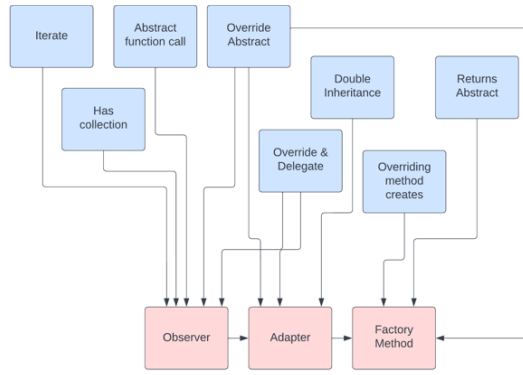 Iterate
Abstract
function call
Override
Abstract
Has
collection
Double
Inheritance
Returns
Abstract
Override &
Delegate
Overriding
method
creates
Observer
Adapter
Factory
Method